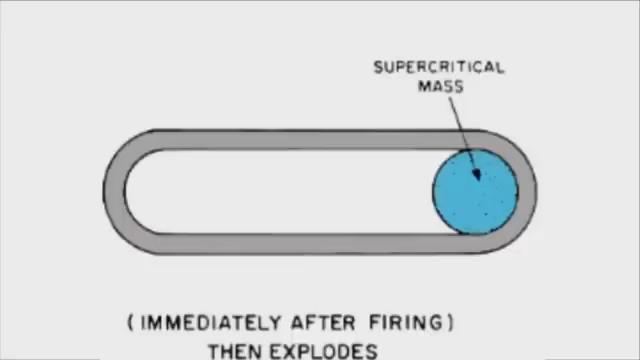 SUPERCRITICAL
MASS
(IMMEDIATELY AFTER FIRING)
THEN EXPLODES